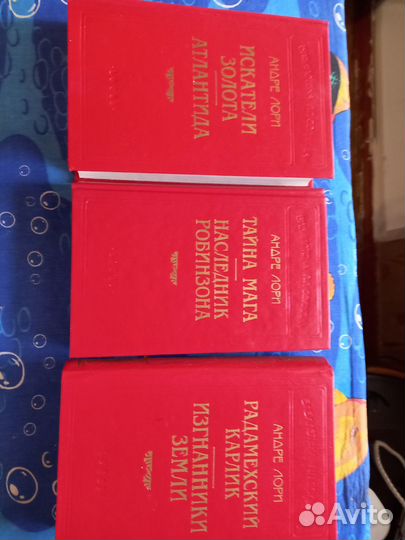 АНДРЕ ЛОРИ
ИСКАТЕЛИ
ЗОЛОТА
АТЛАНТИДА
АНДРЕ ЛОРИ
ТАЙНА МАГА
НАСЛЕДНИК
РОБИНЗОНА
АНДРЕ ЛОРИ
РАДАМЕХСКИЙ
КАРЛИК
ИЗГНАННИКИ
ЗЕМЛИ
Avito